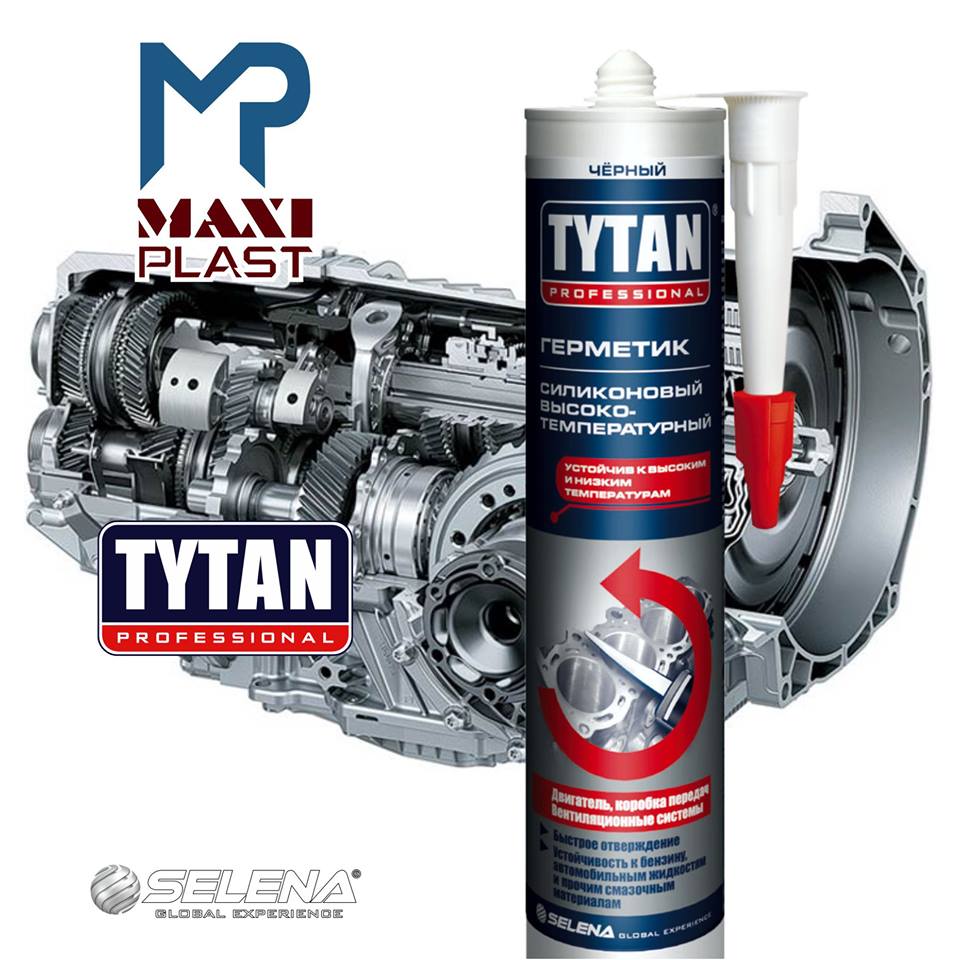 MP
MAXI
PLAST
ЧЁРНЫЙ
TYTAN®
PROFESSIONAL
ГЕРМЕТИК
СИЛИКОНОВЫЙ
ВЫСОКО-
ТЕМПЕРАТУРНЫЙ
УСТОЙЧИВ К ВЫСОКИМ
И НИЗКИМ
ТЕМПЕРАТУРАМ
TYTAN
PROFESSIONAL
Двигатель, коробка передач
Вентиляционные системы
Быстрое отверждение
Устойчивость к бензину,
автомобильным жидкостям
и прочим смазочным
материалам
SELENA GLOBAL EXPERIENCE
SELENA©
GLOBAL EXPERIENCE